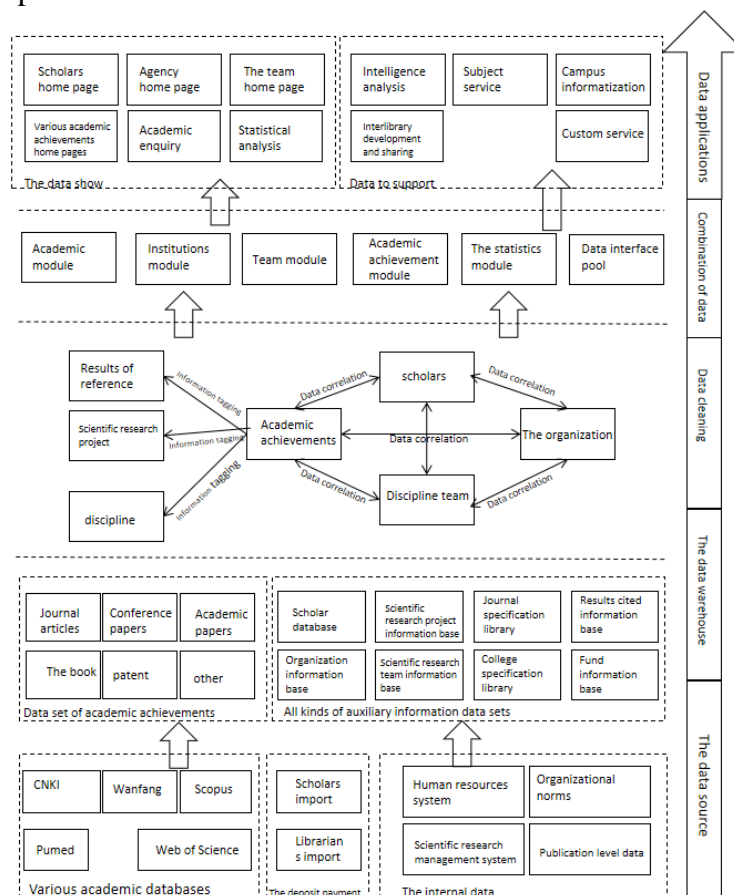 Scholars
home page
Agency
home page
The team
home page
Various academic
achievements
home pages
Academic
enquiry
Statistical
analysis
The data show
Intelligence
analysis
Subject
service
Campus
informatization
Interlibrary
development
and sharing
Custom service
Data to support
Data applications
Academic
module
Institutions
module
Team module
Academic
achievement
module
The statistics
module
Data interface
pool
Combination of data
Results of
reference
Scientific research
project
discipline
Information tagging
Information tagging
Information tagging
Academic
achievements
Data correlation
scholars
Data correlation
Data correlation
The organization
Data correlation
Discipline team
Data correlation
Data cleaning
Journal
articles
Conference
papers
Academic
papers
The book
patent
other
Data set of academic achievements
Scholar
database
Scientific
research project
information base
Journal
specification
library
Results cited
information
base
Organization
information
base
Scientific research
team information
base
College
specification
library
Fund
information
base
All kinds of auxiliary information data sets
The data warehouse
CNKI
Wanfang
Scopus
Pumed
Web of Science
Various academic databases
Scholars
import
Librarian
s import
The deposit payment
Human resources
system
Organizational
norms
Scientific research
management system
Publication level data
The internal data
The data source